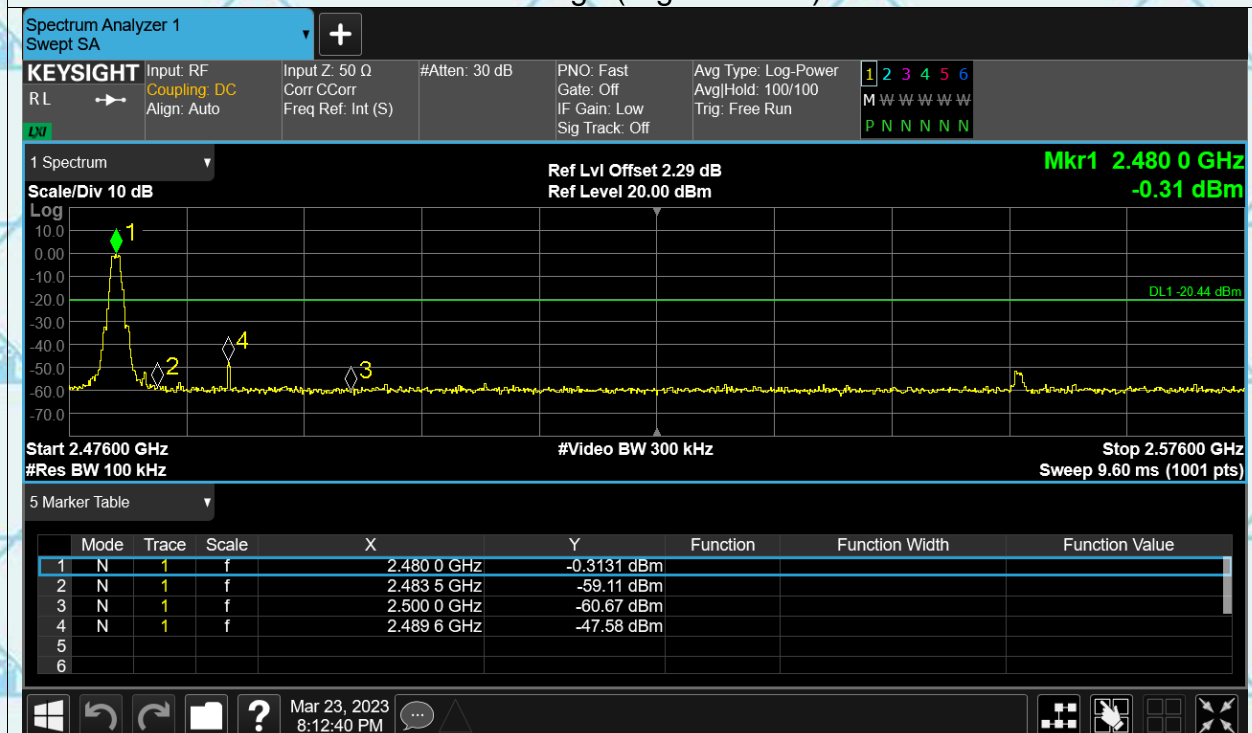 Spectrum Analyzer 1
Swept SA
+
KEYSIGHT Input: RF Input Z: 50 Ω #Atten: 30 dB PNO: Fast Avg Type: Log-Power 1 2 3 4 5 6
RL Coupling: DC Corr CCorr Gate: Off Avg|Hold: 100/100 M W W W W W
Align: Auto Freq Ref: Int (S) IF Gain: Low Trig: Free Run
LXI Sig Track: Off P N N N N N
1 Spectrum Ref Lvl Offset 2.29 dB Mkr1 2.480 0 GHz
Scale/Div 10 dB Ref Level 20.00 dBm -0.31 dBm
Log
10.0 1
0.00
-10.0
-20.0 DL1 -20.44 dBm
-30.0
-40.0 4
-50.0 2 3
-60.0
-70.0
Start 2.47600 GHz #Video BW 300 kHz Stop 2.57600 GHz
#Res BW 100 kHz Sweep 9.60 ms (1001 pts)
5 Marker Table
Mode Trace Scale X Y Function Function Width Function Value
1 N 1 f 2.480 0 GHz -0.3131 dBm
2 N 1 f 2.483 5 GHz -59.11 dBm
3 N 1 f 2.500 0 GHz -60.67 dBm
4 N 1 f 2.489 6 GHz -47.58 dBm
5
6
? Mar 23, 2023
8:12:40 PM